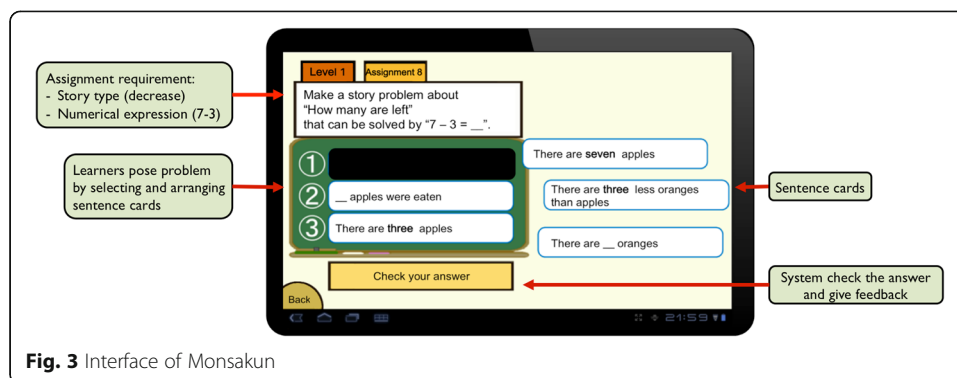 Assignment requirement:
- Story type (decrease)
- Numerical expression (7-3)
Learners pose problem
by selecting and arranging
sentence cards
Level 1
Assignment 8
Make a story problem about
"How many are left"
that can be solved by "7 – 3 = __".
1
2
__ apples were eaten
3
There are three apples
Check your answer
Back
There are seven apples
There are three less oranges
than apples
There are __ oranges
21:59
Sentence cards
System check the answer
and give feedback
Fig. 3 Interface of Monsakun